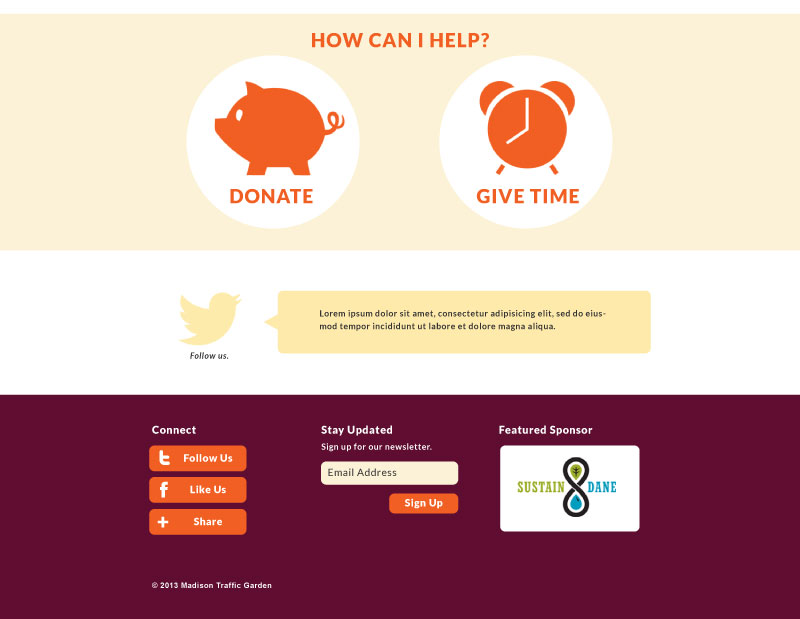 HOW CAN I HELP?
DONATE
GIVE TIME
Lorem ipsum dolor sit amet, consectetur adipisicing elit, sed do eius-
mod tempor incididunt ut labore et dolore magna aliqua.
Follow us.
Connect
Follow Us
Like Us
Share
Stay Updated
Sign up for our newsletter.
Email Address
Sign Up
Featured Sponsor
SUSTAIN DANE
© 2013 Madison Traffic Garden